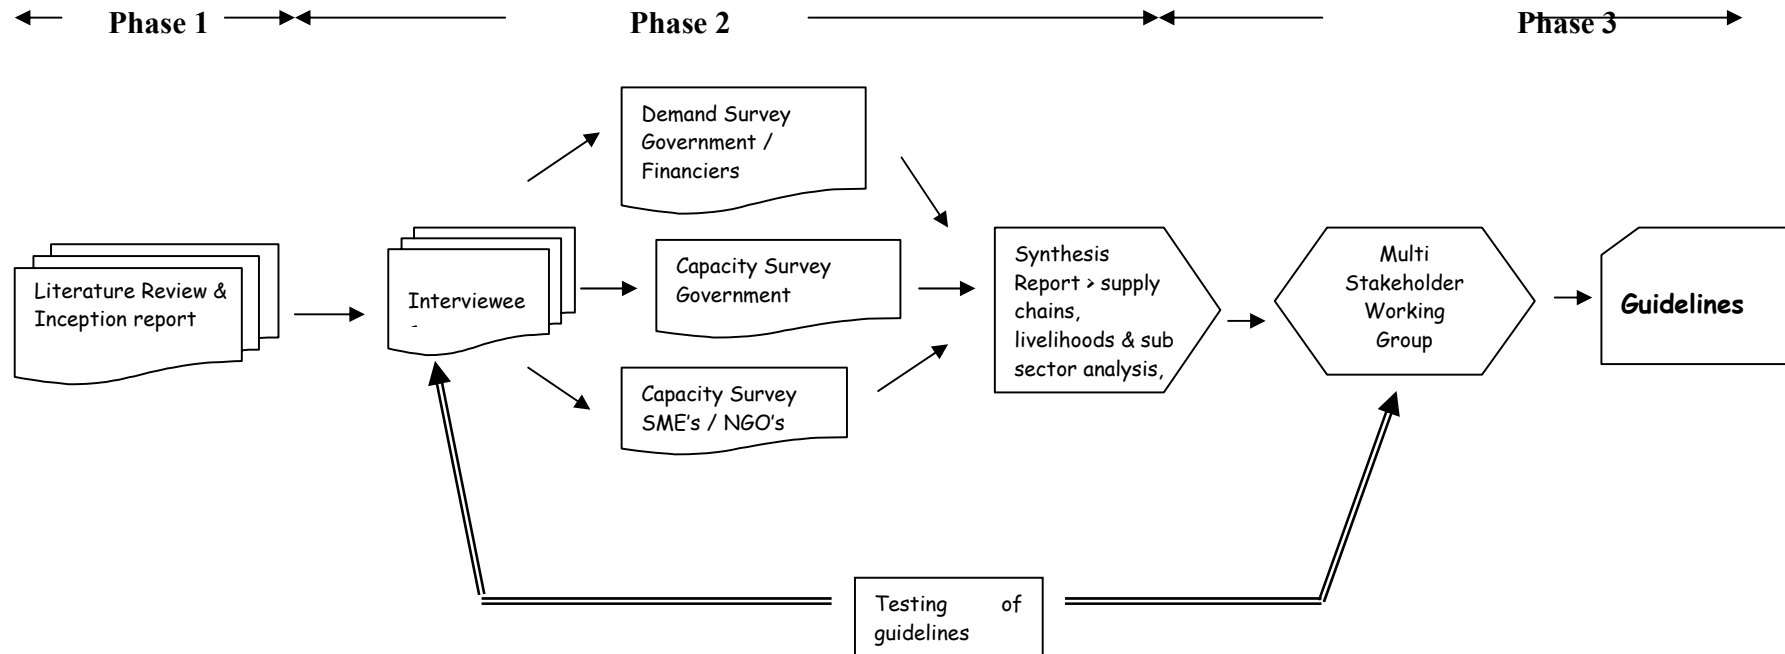 Phase 1
Phase 2
Phase 3
Demand Survey
Government /
Financiers
Literature Review &
Inception report
Interviewee
Capacity Survey
Government
Capacity Survey
SME's / NGO's
Synthesis
Report > supply
chains,
livelihoods & sub
sector analysis,
Multi
Stakeholder
Working
Group
Guidelines
Testing of
guidelines